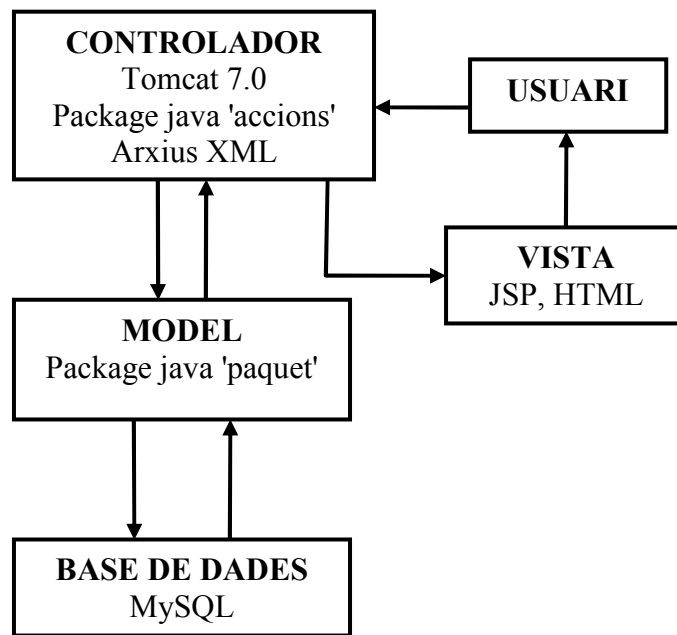 CONTROLADOR
Tomcat 7.0
Package java 'accions'
Arxius XML
USUARI
VISTA
JSP, HTML
MODEL
Package java 'paquet'
BASE DE DADES
MySQL